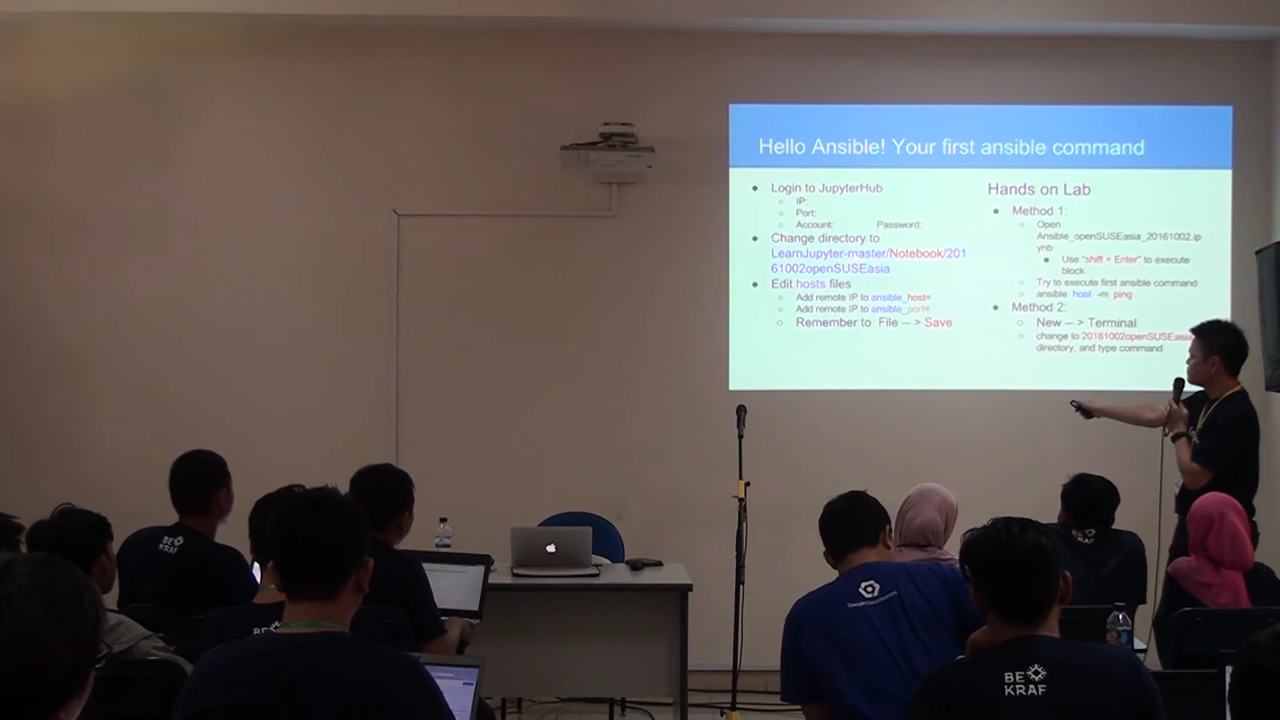 Hello Ansible! Your first ansible command
Login to JupyterHub
IP:
Port:
Account: Password:
Change directory to
LearnJupyter-master/Notebook/201
61002openSUSEasia
Edit hosts files
Add remote IP to ansible_host=
Add remote IP to ansible_port=
Remember to File -- > Save
Hands on Lab
Method 1:
Open
Ansible_openSUSEasia_20161002.ip
ynb
Use “shift + Enter” to execute
block
Try to execute first ansible command
ansible host -m ping
Method 2:
New -- > Terminal
change to 20161002openSUSEasia
directory, and type command
BE
KRAF
BE
KRAF
BE
KRAF